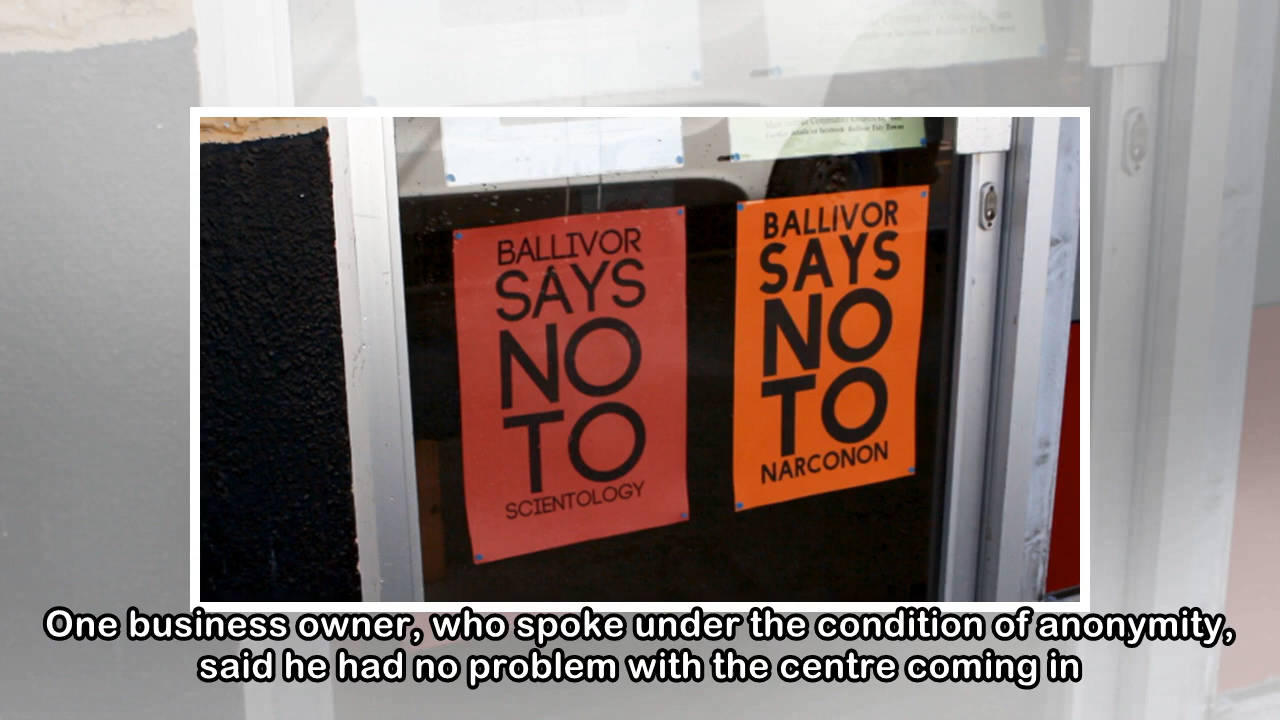 BALLIVOR
SAYS
NO
TO
SCIENTOLOGY
BALLIVOR
SAYS
NO
TO
NARCONON
One business owner, who spoke under the condition of anonymity,
said he had no problem with the centre coming in